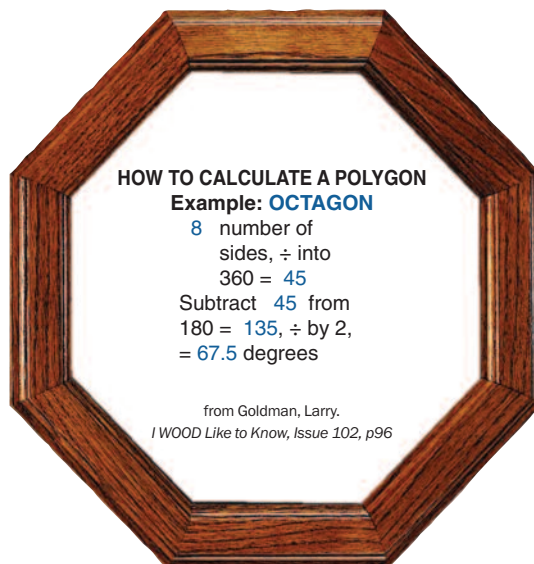 HOW TO CALCULATE A POLYGON
Example: OCTAGON
8 number of
sides, ÷ into
360 = 45
Subtract 45 from
180 = 135, ÷ by 2,
= 67.5 degrees
from Goldman, Larry.
I WOOD Like to Know, Issue 102, p96